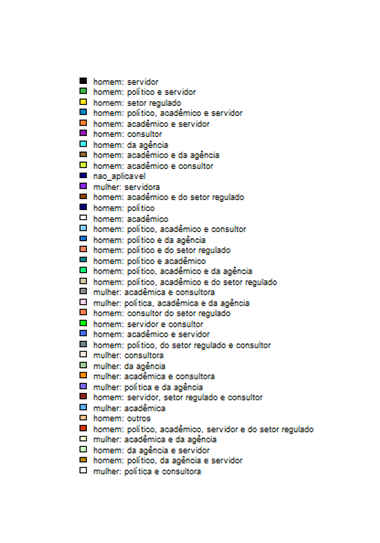 homem: servidor
homem: político e servidor
homem: setor regulado
homem: político, acadêmico e servidor
homem: acadêmico e servidor
homem: consultor
homem: da agência
homem: acadêmico e da agência
homem: acadêmico e consultor
nao_aplicavel
mulher: servidora
homem: acadêmico e do setor regulado
homem: político
homem: acadêmico
homem: político, acadêmico e consultor
homem: político e da agência
homem: político e do setor regulado
homem: político e acadêmico
homem: político, acadêmico e da agência
homem: político, acadêmico e do setor regulado
mulher: acadêmica e consultora
mulher: política, acadêmica e da agência
homem: consultor do setor regulado
homem: servidor e consultor
homem: acadêmico e servidor
homem: político, do setor regulado e consultor
mulher: consultora
mulher: da agência
mulher: acadêmica e consultora
mulher: política e da agência
homem: servidor, setor regulado e consultor
mulher: acadêmica
homem: outros
homem: político, acadêmico, servidor e do setor regulado
mulher: acadêmica e da agência
homem: da agência e servidor
homem: político, da agência e servidor
mulher: política e consultora